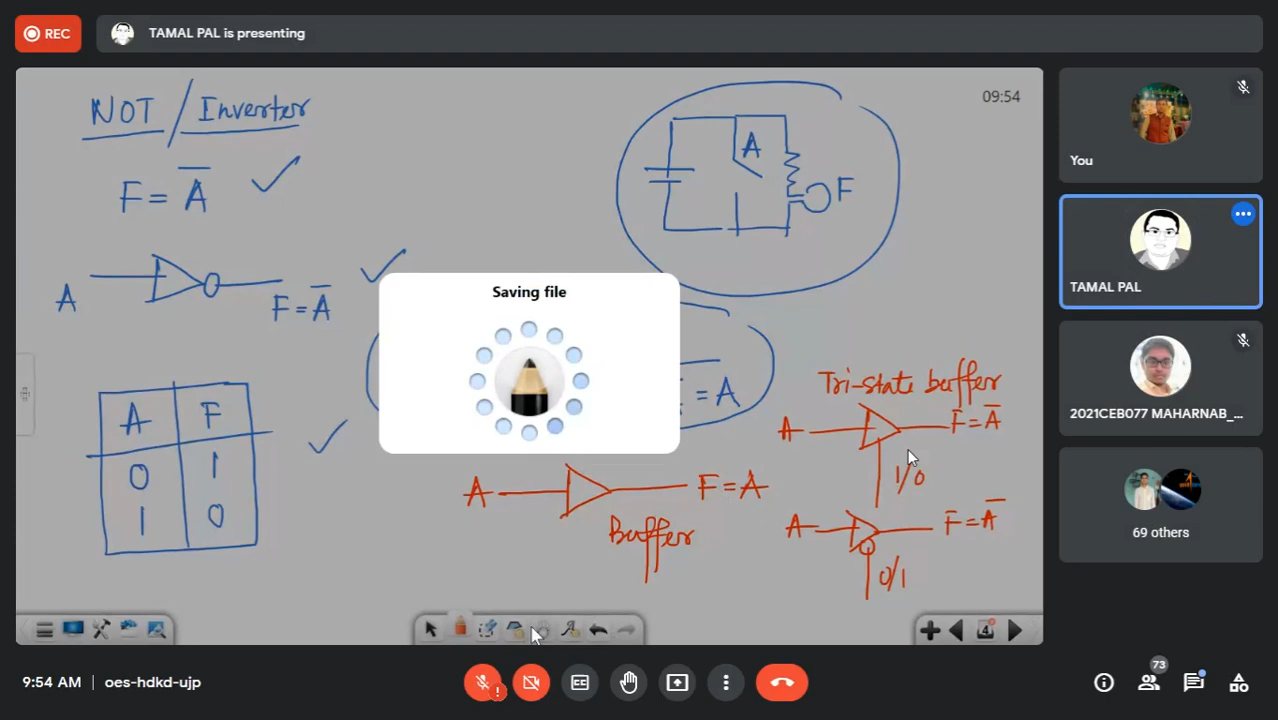 REC
TAMAL PAL is presenting
NOT / Inverter
09:54
F = A̅
A
F
A
F = A̅
You
TAMAL PAL
Saving file
= A
Tri-state buffer
A
F = A̅
1/0
A F
0 1
1 0
A
F = A
Buffer
A
F = A̅
0/1
2021CEB077 MAHARNAB_...
69 others
4
9:54 AM | oes-hdkd-ujp
CC
73